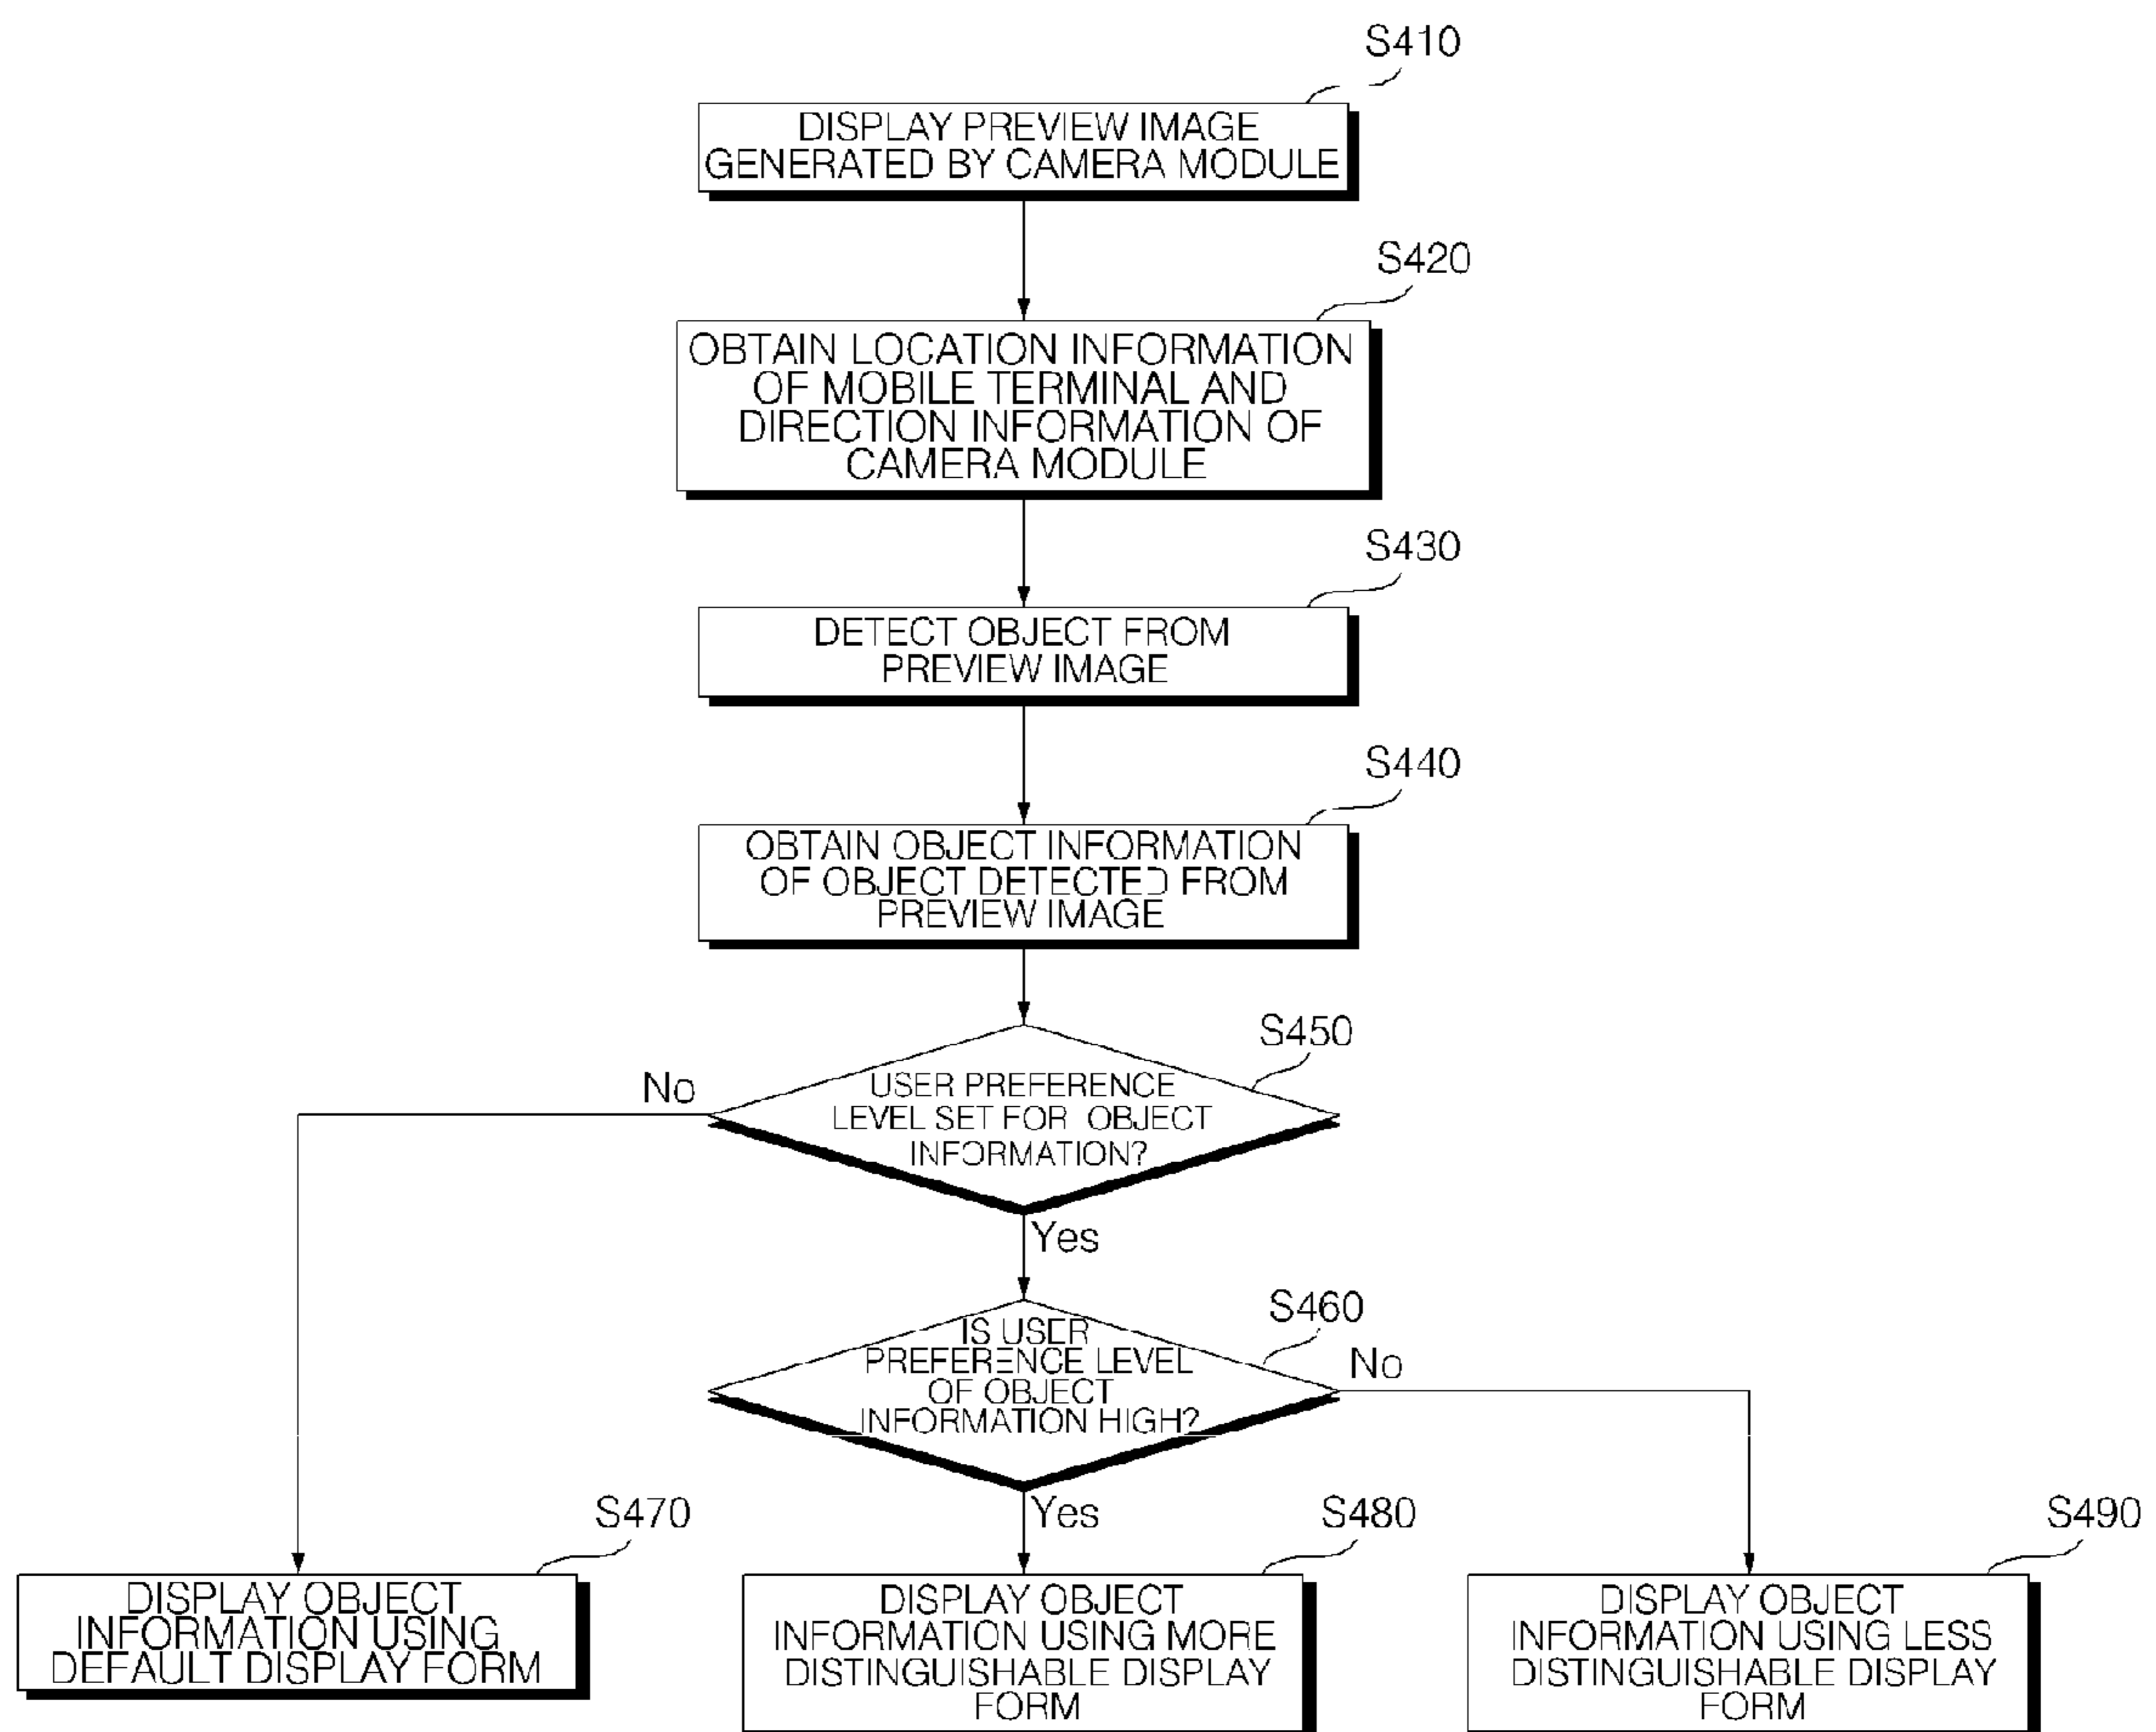 S410
DISPLAY PREVIEW IMAGE
GENERATED BY CAMERA MODULE
S420
OBTAIN LOCATION INFORMATION
OF MOBILE TERMINAL AND
DIRECTION INFORMATION OF
CAMERA MODULE
S430
DETECT OBJECT FROM
PREVIEW IMAGE
S440
OBTAIN OBJECT INFORMATION
OF OBJECT DETECTED FROM
PREVIEW IMAGE
S450
No
USER PREFERENCE
LEVEL SET FOR OBJECT
INFORMATION?
Yes
S460
IS USER
PREFERENCE LEVEL
OF OBJECT
INFORMATION HIGH?
No
Yes
S470
DISPLAY OBJECT
INFORMATION USING
DEFAULT DISPLAY FORM
S480
DISPLAY OBJECT
INFORMATION USING MORE
DISTINGUISHABLE DISPLAY
FORM
S490
DISPLAY OBJECT
INFORMATION USING LESS
DISTINGUISHABLE DISPLAY
FORM